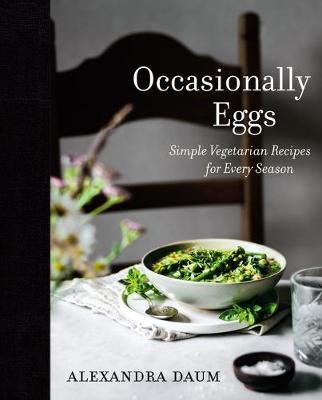 Occasionally
Eggs
Simple Vegetarian Recipes
for Every Season
ALEXANDRA DAUM